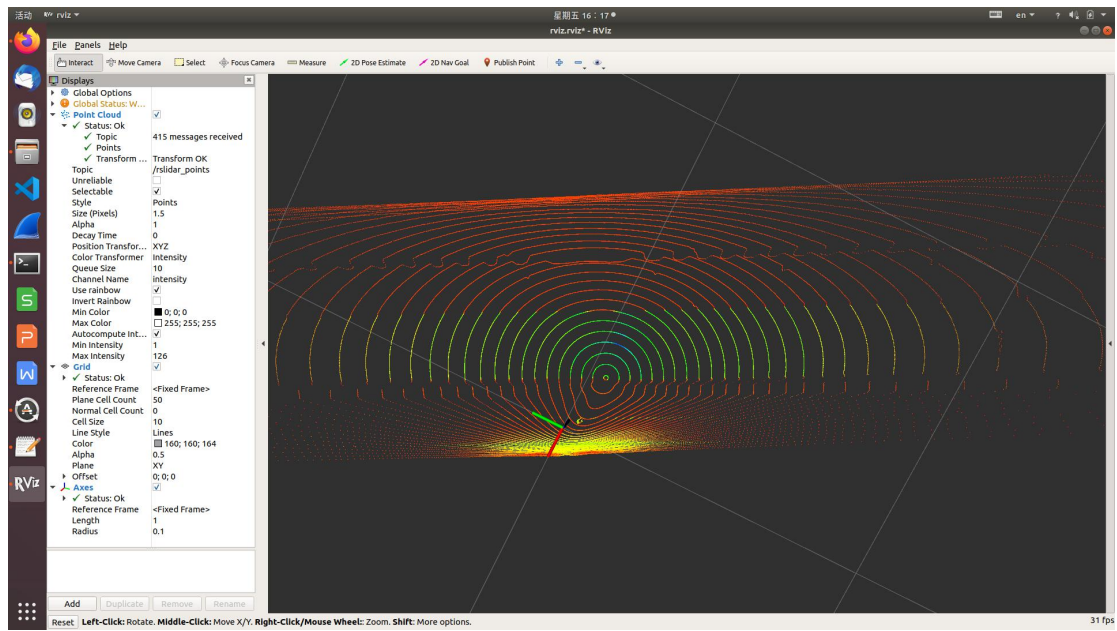 活动 RViz rviz 星期五 16：17 en ?
rviz.rviz* - RViz
File Panels Help
Interact Move Camera Select Focus Camera Measure 2D Pose Estimate 2D Nav Goal Publish Point
Displays
Global Options
Global Status: W...
Point Cloud
Status: Ok
Topic 415 messages received
Points
Transform ... Transform OK
Topic /rslidar_points
Unreliable
Selectable
Style Points
Size (Pixels) 1.5
Alpha 1
Decay Time 0
Position Transfor... XYZ
Color Transformer Intensity
Queue Size 10
Channel Name intensity
Use rainbow
Invert Rainbow
Min Color 0; 0; 0
Max Color 255; 255; 255
Autocompute Int...
Min Intensity 1
Max Intensity 126
Grid
Status: Ok
Reference Frame <Fixed Frame>
Plane Cell Count 50
Normal Cell Count 0
Cell Size 10
Line Style Lines
Color 160; 160; 164
Alpha 0.5
Plane XY
Offset 0; 0; 0
Axes
Status: Ok
Reference Frame <Fixed Frame>
Length 1
Radius 0.1
RViz
Add Duplicate Remove Rename
Reset Left-Click: Rotate. Middle-Click: Move X/Y. Right-Click/Mouse Wheel:: Zoom. Shift: More options. 31 fps